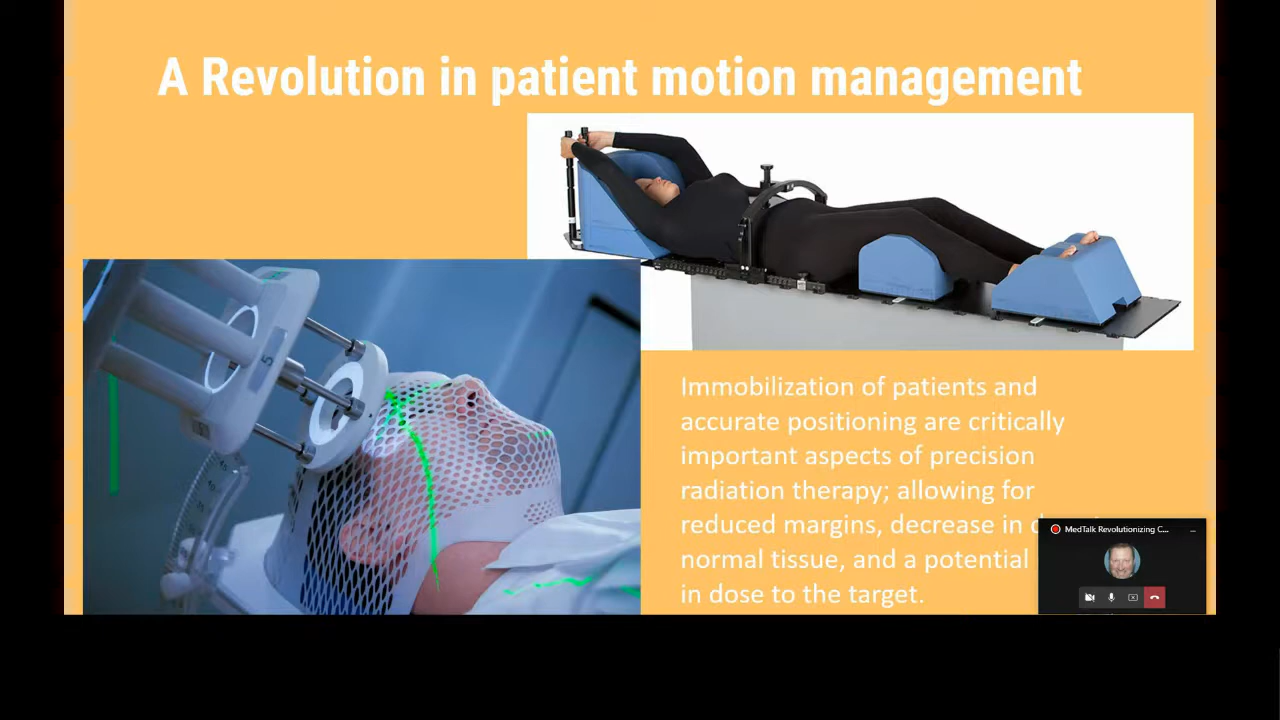 A Revolution in patient motion management
5
Immobilization of patients and
accurate positioning are critically
important aspects of precision
radiation therapy; allowing for
reduced margins, decrease in
normal tissue, and a potential
in dose to the target.
MedTalk Revolutionizing C...